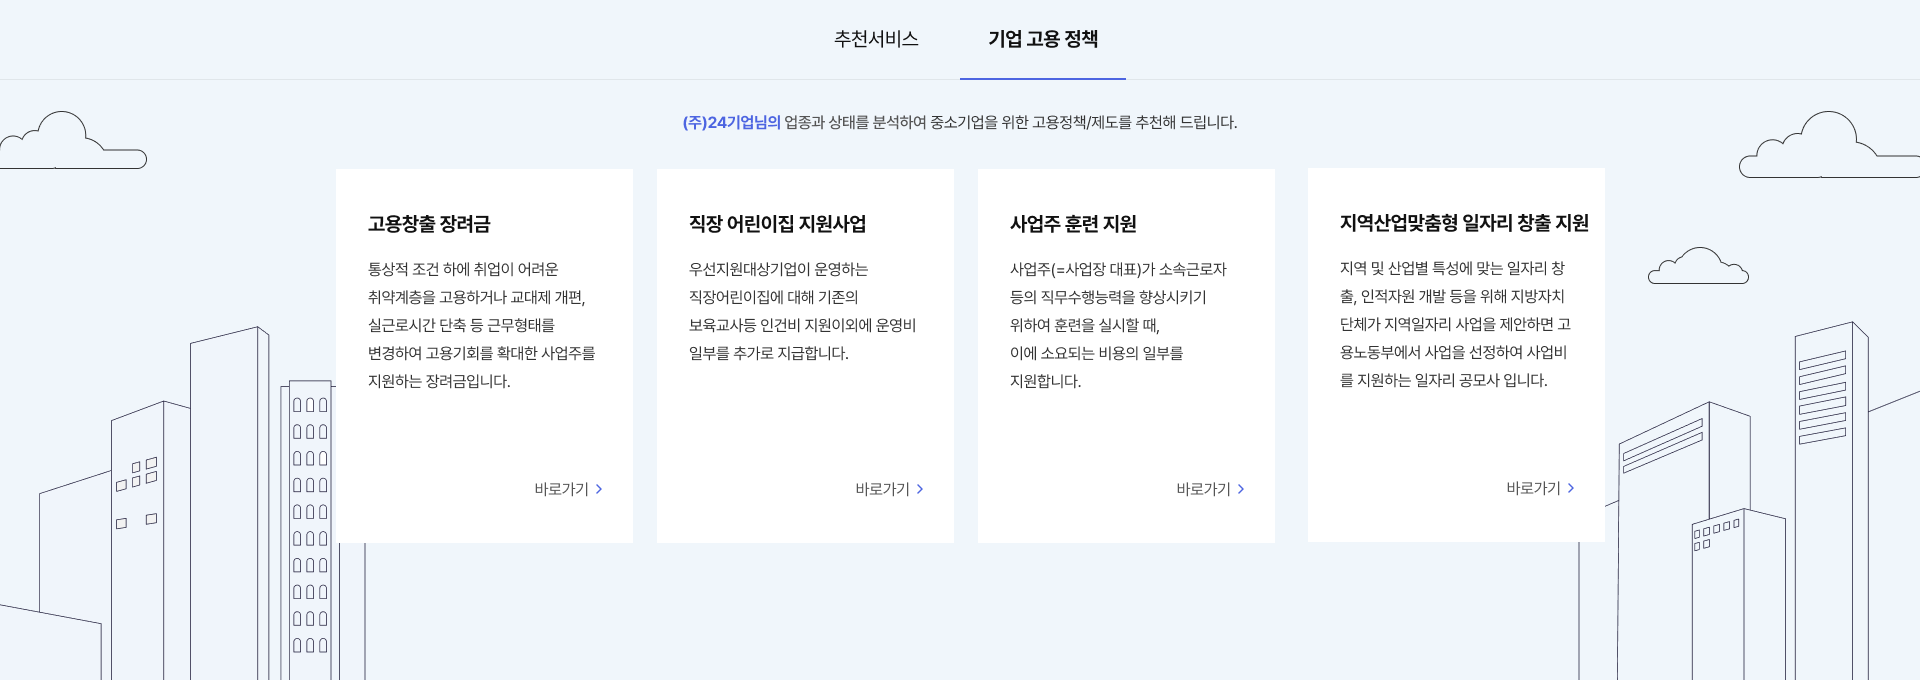 추천서비스
기업 고용 정책
(주)24기업님의 업종과 상태를 분석하여 중소기업을 위한 고용정책/제도를 추천해 드립니다.
고용창출 장려금
통상적 조건 하에 취업이 어려운
취약계층을 고용하거나 교대제 개편,
실근로시간 단축 등 근무형태를
변경하여 고용기회를 확대한 사업주를
지원하는 장려금입니다.
바로가기
직장 어린이집 지원사업
우선지원대상기업이 운영하는
직장어린이집에 대해 기존의
보육교사등 인건비 지원이외에 운영비
일부를 추가로 지급합니다.
바로가기
사업주 훈련 지원
사업주(=사업장 대표)가 소속근로자
등의 직무수행능력을 향상시키기
위하여 훈련을 실시할 때,
이에 소요되는 비용의 일부를
지원합니다.
바로가기
지역산업맞춤형 일자리 창출 지원
지역 및 산업별 특성에 맞는 일자리 창
출, 인적자원 개발 등을 위해 지방자치
단체가 지역일자리 사업을 제안하면 고
용노동부에서 사업을 선정하여 사업비
를 지원하는 일자리 공모사 입니다.
바로가기